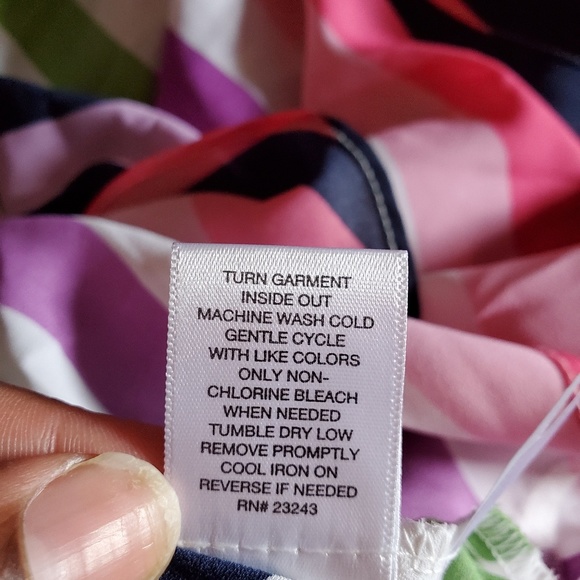 TURN GARMENT
INSIDE OUT
MACHINE WASH COLD
GENTLE CYCLE
WITH LIKE COLORS
ONLY NON-
CHLORINE BLEACH
WHEN NEEDED
TUMBLE DRY LOW
REMOVE PROMPTLY
COOL IRON ON
REVERSE IF NEEDED
RN# 23243